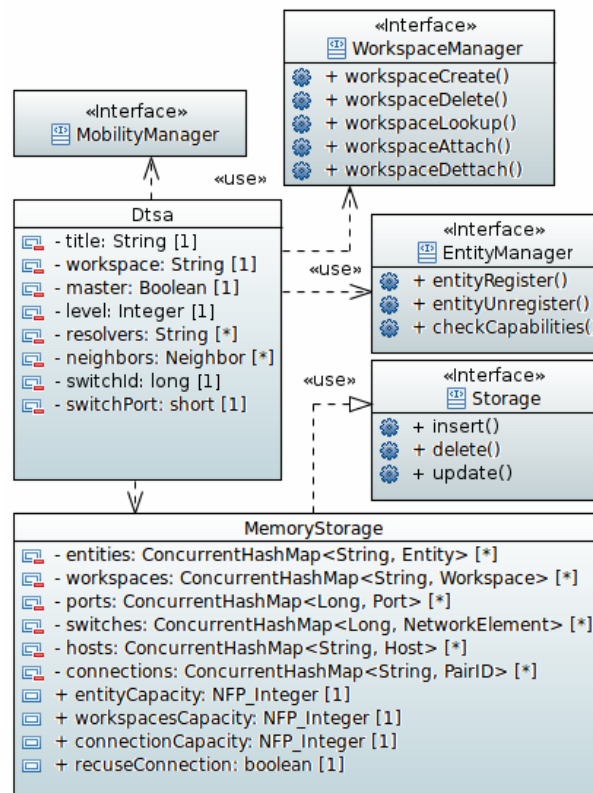 «Interface»
WorkspaceManager
+ workspaceCreate()
+ workspaceDelete()
+ workspaceLookup()
+ workspaceAttach()
+ workspaceDettach()
«Interface»
MobilityManager
«use»
Dtsa
- title: String [1]
- workspace: String [1]
- master: Boolean [1]
- level: Integer [1]
- resolvers: String [*]
- neighbors: Neighbor [*]
- switchId: long [1]
- switchPort: short [1]
«use»
«Interface»
EntityManager
+ entityRegister()
+ entityUnregister()
+ checkCapabilities(
«use»
«Interface»
Storage
+ insert()
+ delete()
+ update()
MemoryStorage
- entities: ConcurrentHashMap<String, Entity> [*]
- workspaces: ConcurrentHashMap<String, Workspace> [*]
- ports: ConcurrentHashMap<Long, Port> [*]
- switches: ConcurrentHashMap<Long, NetworkElement> [*]
- hosts: ConcurrentHashMap<String, Host> [*]
- connections: ConcurrentHashMap<String, PairID> [*]
+ entityCapacity: NFP_Integer [1]
+ workspacesCapacity: NFP_Integer [1]
+ connectionCapacity: NFP_Integer [1]
+ recuseConnection: boolean [1]